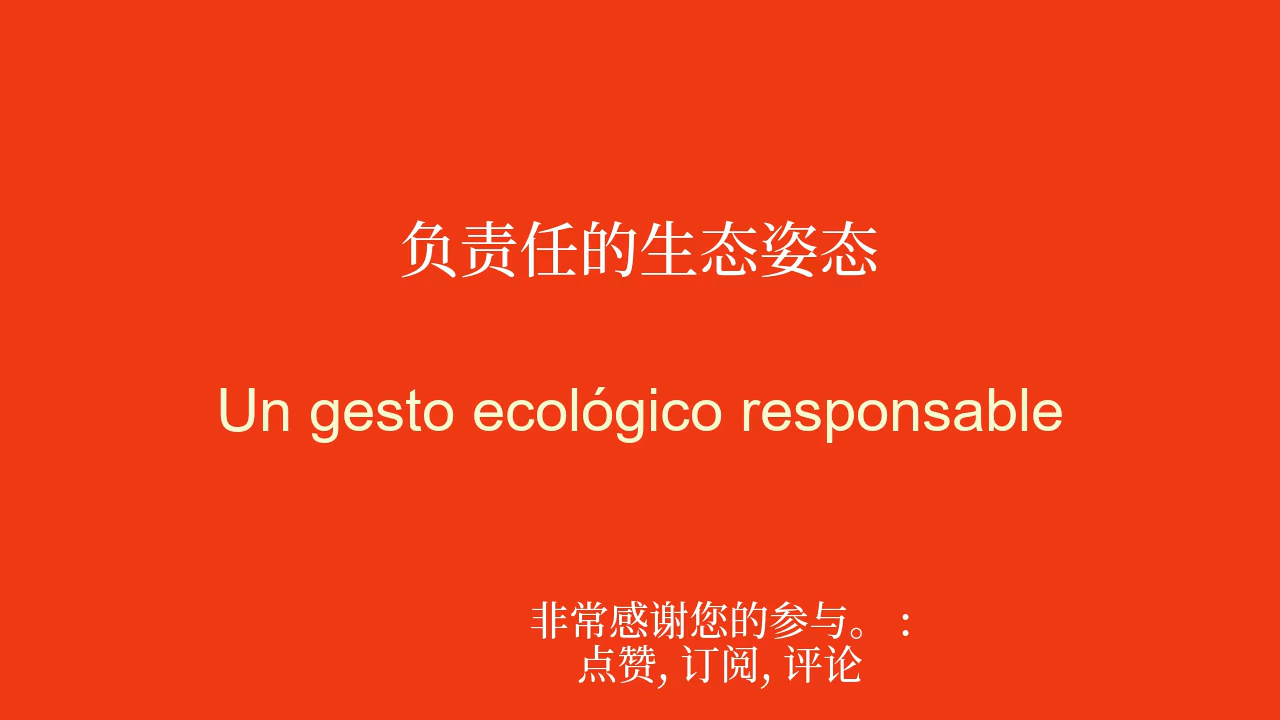 负责任的生态姿态
Un gesto ecológico responsable
非常感谢您的参与。 :
点赞, 订阅, 评论